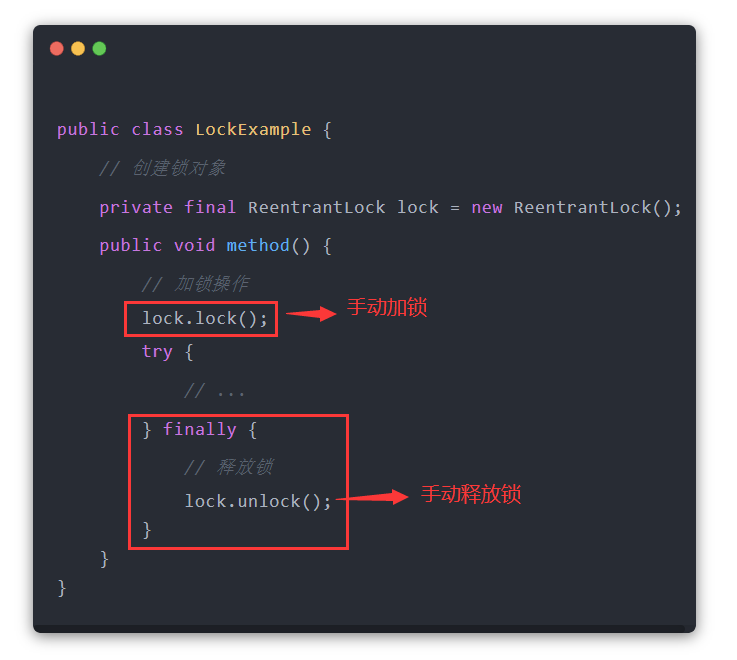 public class LockExample {
// 创建锁对象
private final ReentrantLock lock = new ReentrantLock();
public void method() {
// 加锁操作
lock.lock();
手动加锁
try {
// ...
} finally {
// 释放锁
lock.unlock();
手动释放锁
}
}
}